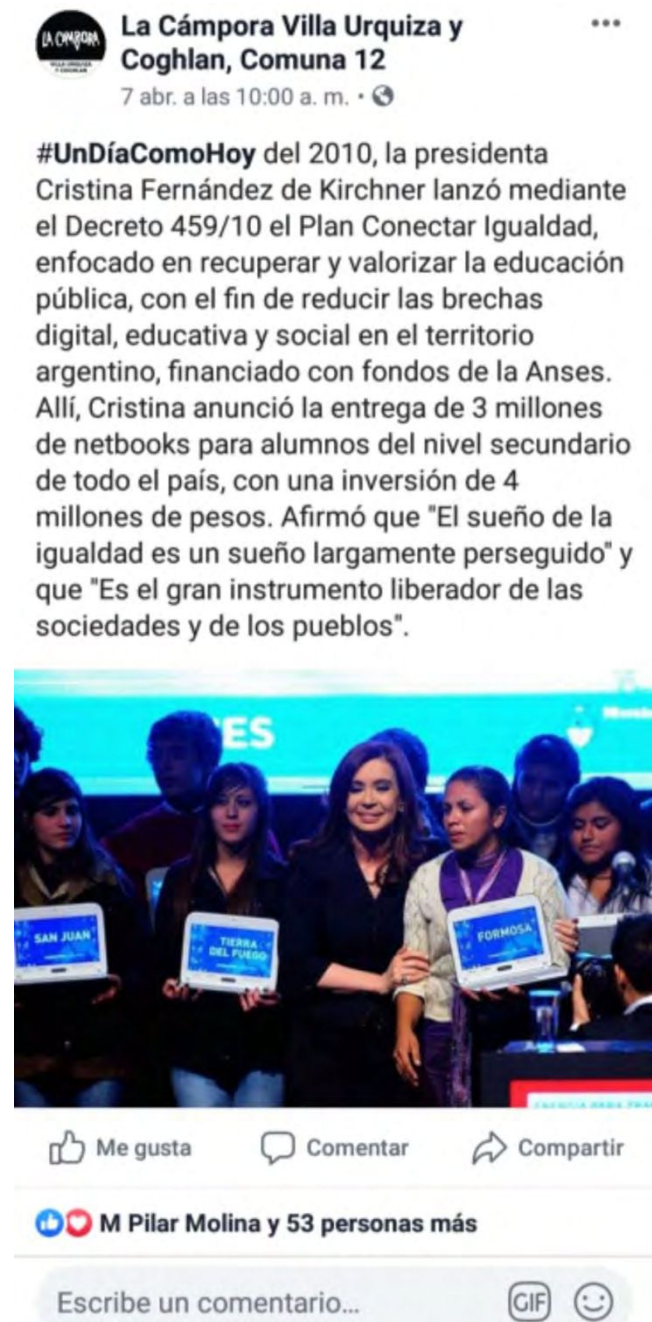 LA CÁMPORA
La Cámpora Villa Urquiza y
Coghlan, Comuna 12
7 abr. a las 10:00 a. m. •
#UnDíaComoHoy del 2010, la presidenta
Cristina Fernández de Kirchner lanzó mediante
el Decreto 459/10 el Plan Conectar Igualdad,
enfocado en recuperar y valorizar la educación
pública, con el fin de reducir las brechas
digital, educativa y social en el territorio
argentino, financiado con fondos de la Anses.
Allí, Cristina anunció la entrega de 3 millones
de netbooks para alumnos del nivel secundario
de todo el país, con una inversión de 4
millones de pesos. Afirmó que "El sueño de la
igualdad es un sueño largamente perseguido" y
que "Es el gran instrumento liberador de las
sociedades y de los pueblos".
ES
SAN JUAN
TIERRA
DEL FUEGO
FORMOSA
Me gusta
Comentar
Compartir
M Pilar Molina y 53 personas más
Escribe un comentario...
GIF